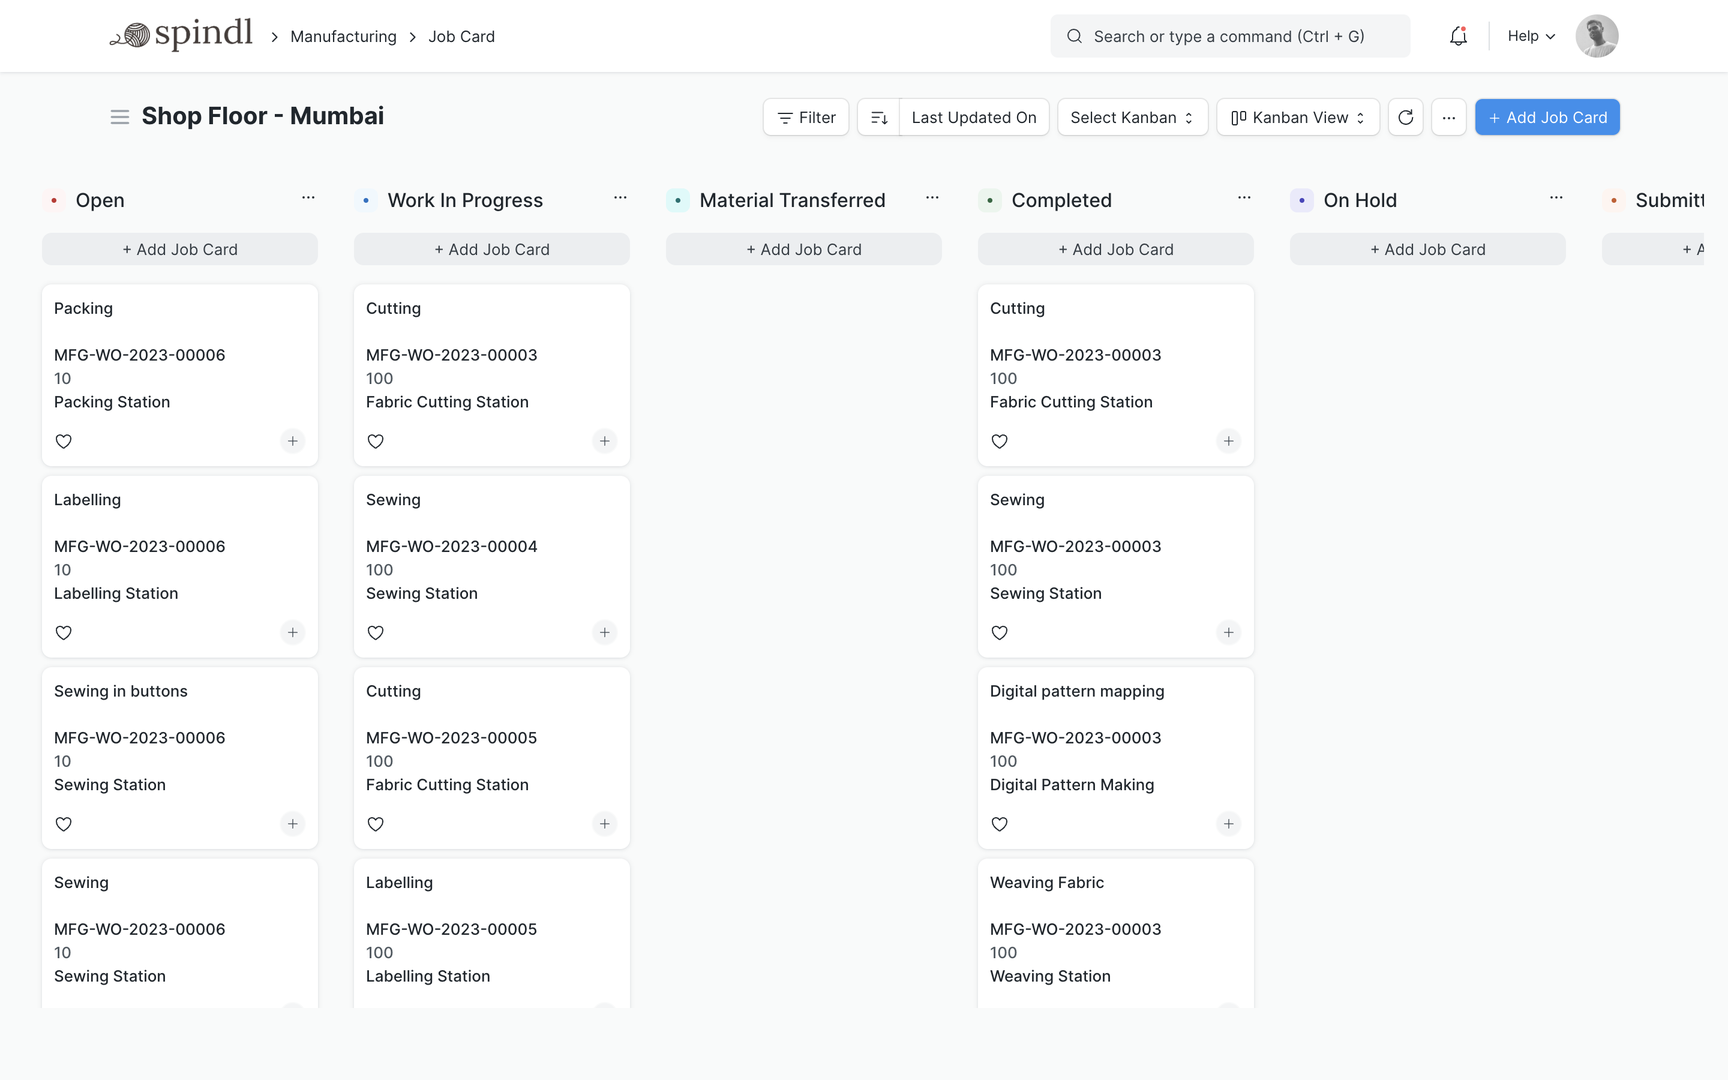 spindl
Manufacturing
Job Card
Search or type a command (Ctrl + G)
Help
Shop Floor - Mumbai
Filter
Last Updated On
Select Kanban
Kanban View
+ Add Job Card
Open
+ Add Job Card
Packing
MFG-WO-2023-00006
10
Packing Station
Labelling
MFG-WO-2023-00006
10
Labelling Station
Sewing in buttons
MFG-WO-2023-00006
10
Sewing Station
Sewing
MFG-WO-2023-00006
10
Sewing Station
Work In Progress
+ Add Job Card
Cutting
MFG-WO-2023-00003
100
Fabric Cutting Station
Sewing
MFG-WO-2023-00004
100
Sewing Station
Cutting
MFG-WO-2023-00005
100
Fabric Cutting Station
Labelling
MFG-WO-2023-00005
100
Labelling Station
Material Transferred
+ Add Job Card
Completed
+ Add Job Card
Cutting
MFG-WO-2023-00003
100
Fabric Cutting Station
Sewing
MFG-WO-2023-00003
100
Sewing Station
Digital pattern mapping
MFG-WO-2023-00003
100
Digital Pattern Making
Weaving Fabric
MFG-WO-2023-00003
100
Weaving Station
On Hold
+ Add Job Card
Submitt
+ A